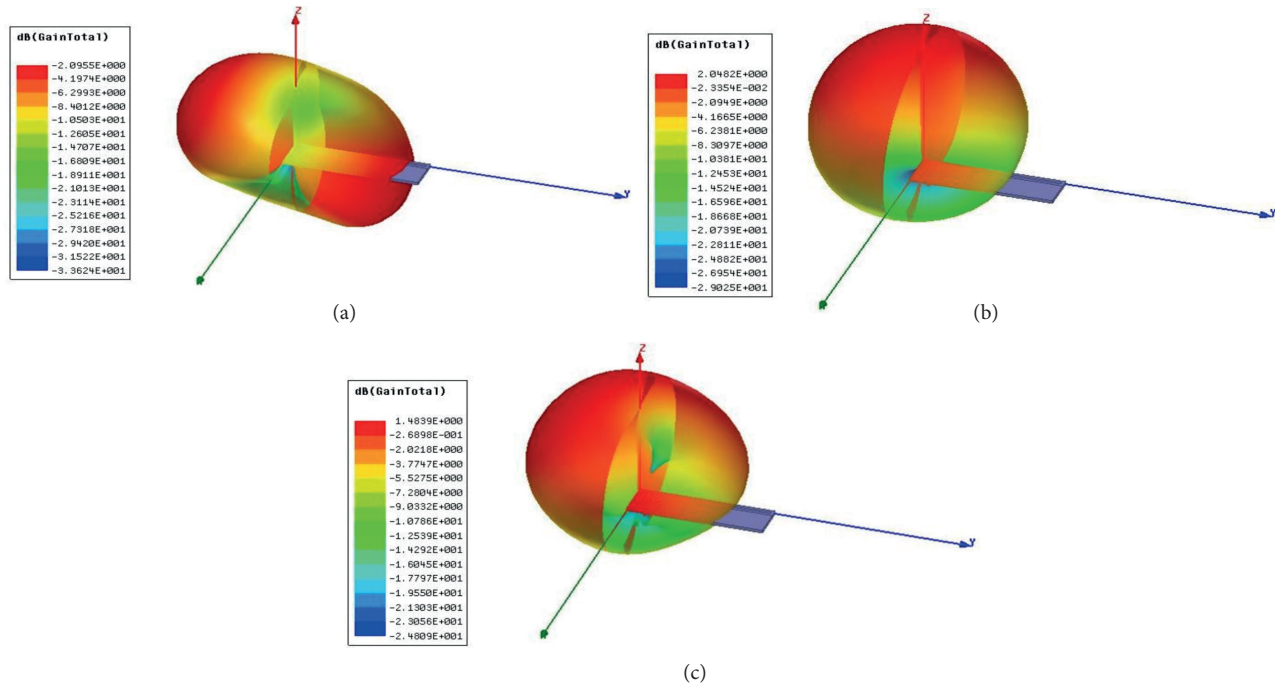 Z
dB(GainTotal)
-2.0955E+000
-4.1974E+000
-6.2993E+000
-8.4012E+000
-1.0503E+001
-1.2605E+001
-1.4707E+001
-1.6809E+001
-1.8911E+001
-2.1013E+001
-2.3114E+001
-2.5216E+001
-2.7318E+001
-2.9420E+001
-3.1522E+001
-3.3624E+001
Y
(a)
Z
dB(GainTotal)
2.0482E+000
-2.3354E-002
-2.0949E+000
-4.1665E+000
-6.2381E+000
-8.3097E+000
-1.0381E+001
-1.2453E+001
-1.4524E+001
-1.6596E+001
-1.8668E+001
-2.0739E+001
-2.2811E+001
-2.4882E+001
-2.6954E+001
-2.9025E+001
Y
(b)
Z
dB(GainTotal)
1.4839E+000
-2.6898E-001
-2.0218E+000
-3.7747E+000
-5.5275E+000
-7.2804E+000
-9.0332E+000
-1.0786E+001
-1.2539E+001
-1.4292E+001
-1.6045E+001
-1.7797E+001
-1.9550E+001
-2.1303E+001
-2.3056E+001
-2.4809E+001
Y
(c)